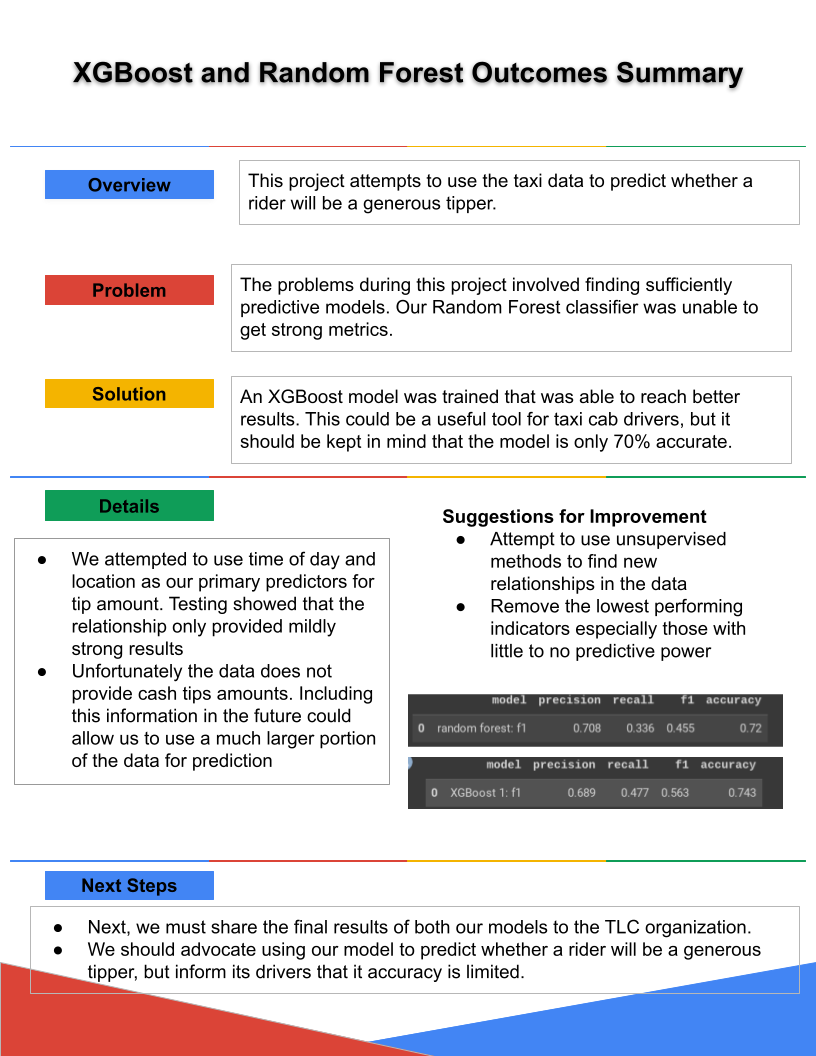 XGBoost and Random Forest Outcomes Summary
Overview
This project attempts to use the taxi data to predict whether a
rider will be a generous tipper.
Problem
The problems during this project involved finding sufficiently
predictive models. Our Random Forest classifier was unable to
get strong metrics.
Solution
An XGBoost model was trained that was able to reach better
results. This could be a useful tool for taxi cab drivers, but it
should be kept in mind that the model is only 70% accurate.
Details
● We attempted to use time of day and
location as our primary predictors for
tip amount. Testing showed that the
relationship only provided mildly
strong results
● Unfortunately the data does not
provide cash tips amounts. Including
this information in the future could
allow us to use a much larger portion
of the data for prediction
Suggestions for Improvement
● Attempt to use unsupervised
methods to find new
relationships in the data
● Remove the lowest performing
indicators especially those with
little to no predictive power
model precision recall f1 accuracy
0 random forest: f1 0.708 0.336 0.455 0.72
model precision recall f1 accuracy
0 XGBoost 1: f1 0.689 0.477 0.563 0.743
Next Steps
● Next, we must share the final results of both our models to the TLC organization.
● We should advocate using our model to predict whether a rider will be a generous
tipper, but inform its drivers that it accuracy is limited.